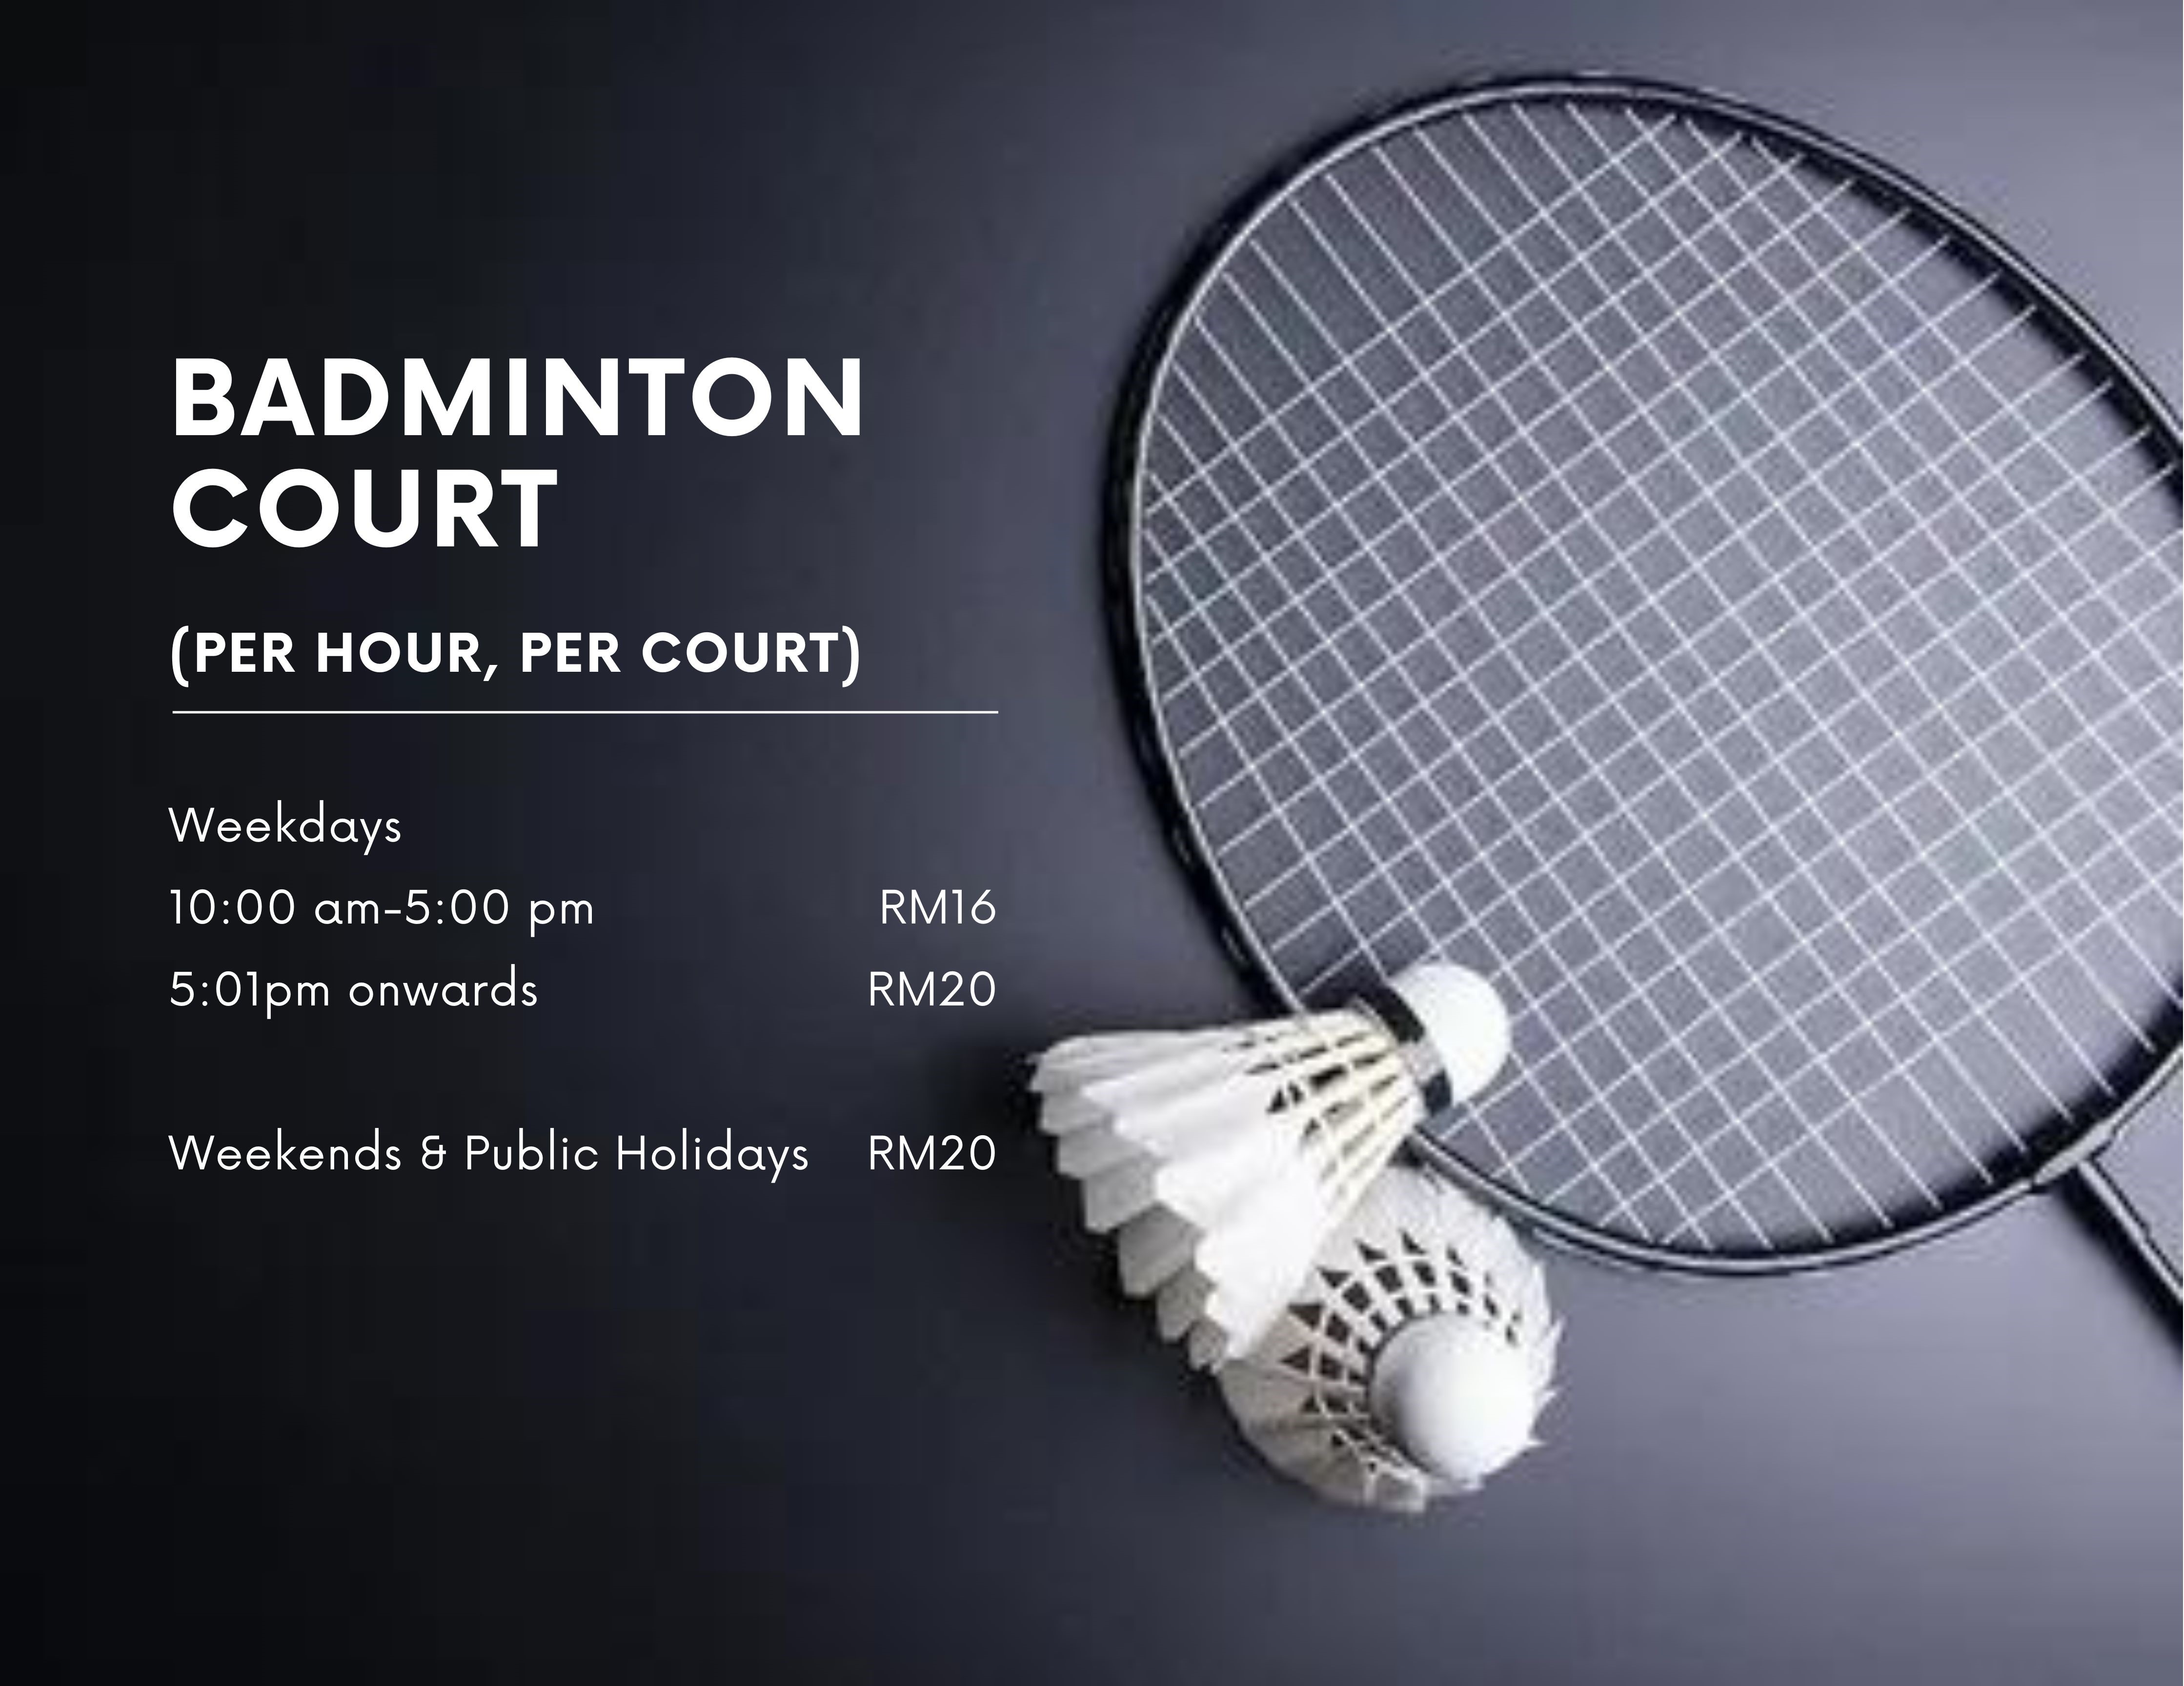 BADMINTON
COURT
(PER HOUR, PER COURT)
Weekdays
10:00 am-5:00 pm RM16
5:01pm onwards RM20
Weekends & Public Holidays RM20